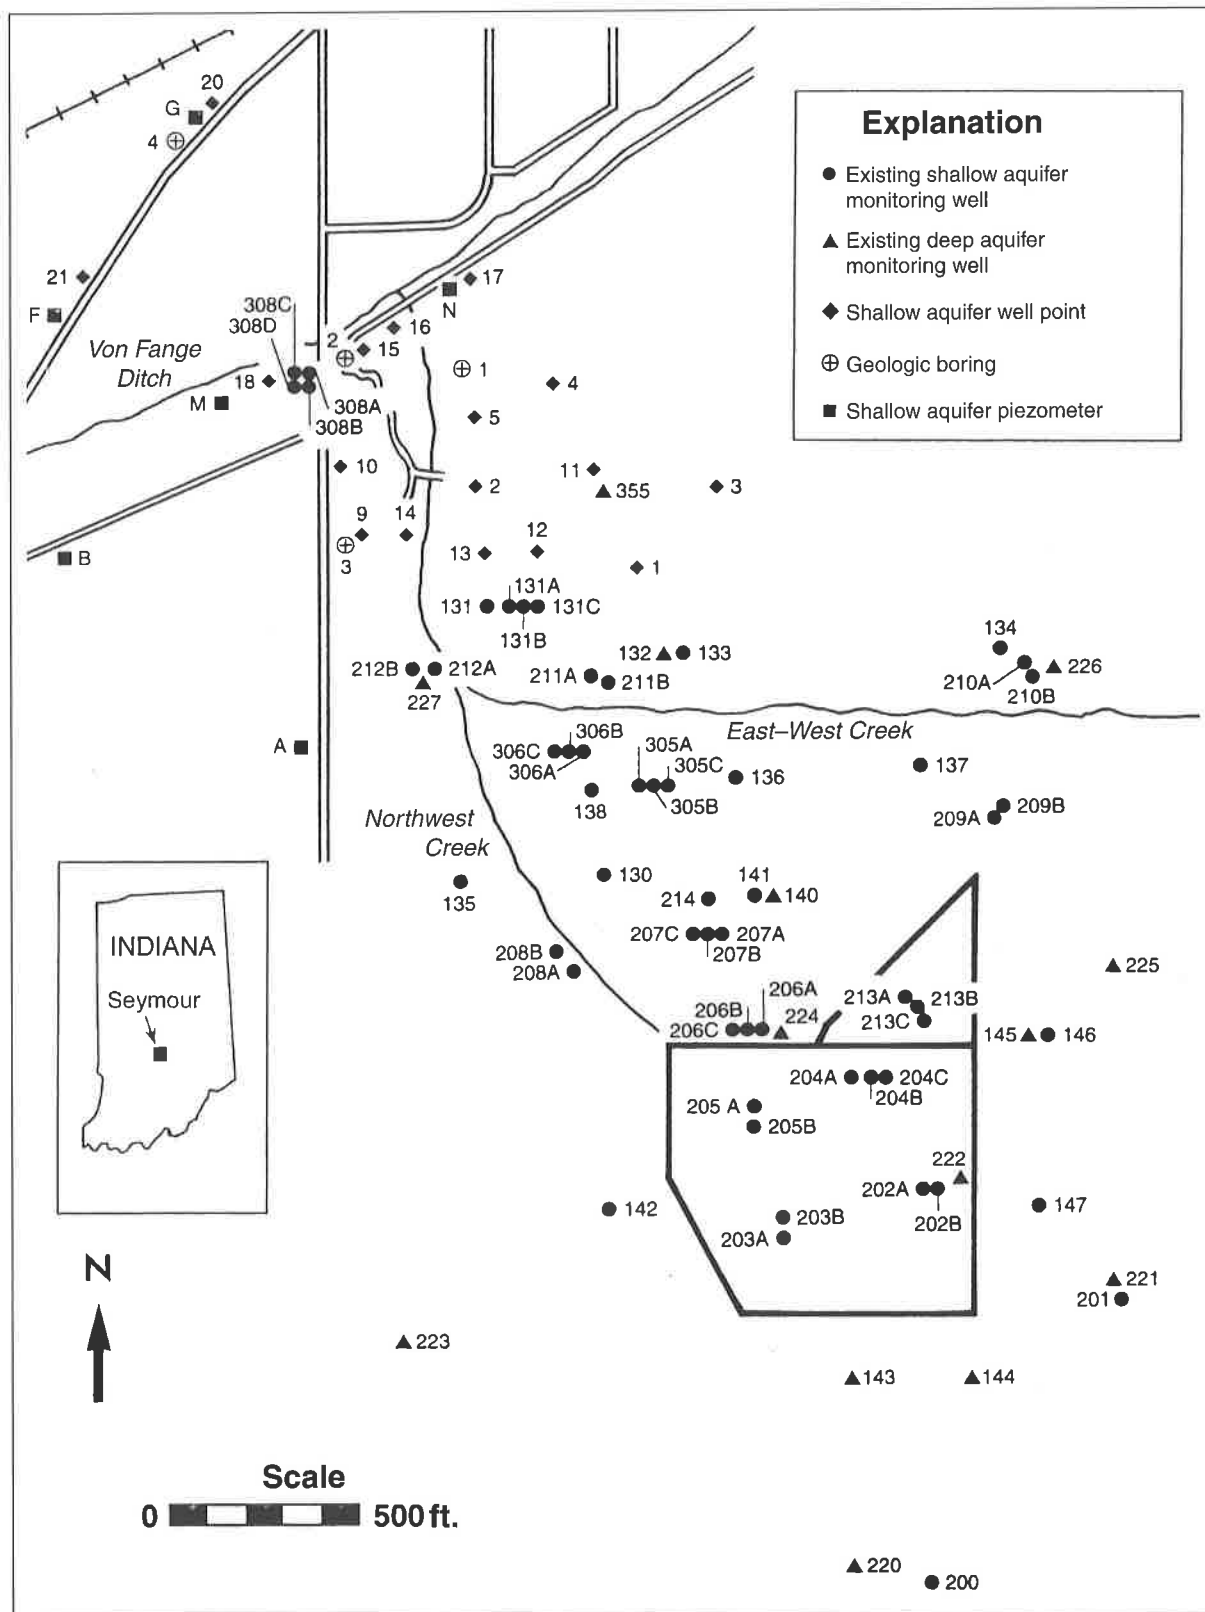 20
G
4
Explanation
Existing shallow aquifer
monitoring well
Existing deep aquifer
monitoring well
Shallow aquifer well point
Geologic boring
Shallow aquifer piezometer
21
F
17
N
308C
308D
2
16
15
Von Fange
Ditch
18
M
1
4
308A
308B
5
10
11
2
355
3
9
14
12
B
3
13
1
131A
131
131C
131B
134
132
133
212B
212A
211A
211B
226
210A
210B
227
East–West Creek
306B
A
306C
305A
306A
305C
136
137
305B
138
209B
209A
Northwest
Creek
130
141
135
214
140
INDIANA
207C
207A
207B
208B
208A
225
Seymour
206A
213A
213B
206B
224
213C
206C
145
146
204A
204C
204B
205 A
205B
222
202A
202B
142
203B
147
203A
N
221
201
223
143
144
Scale
0
500 ft.
220
200